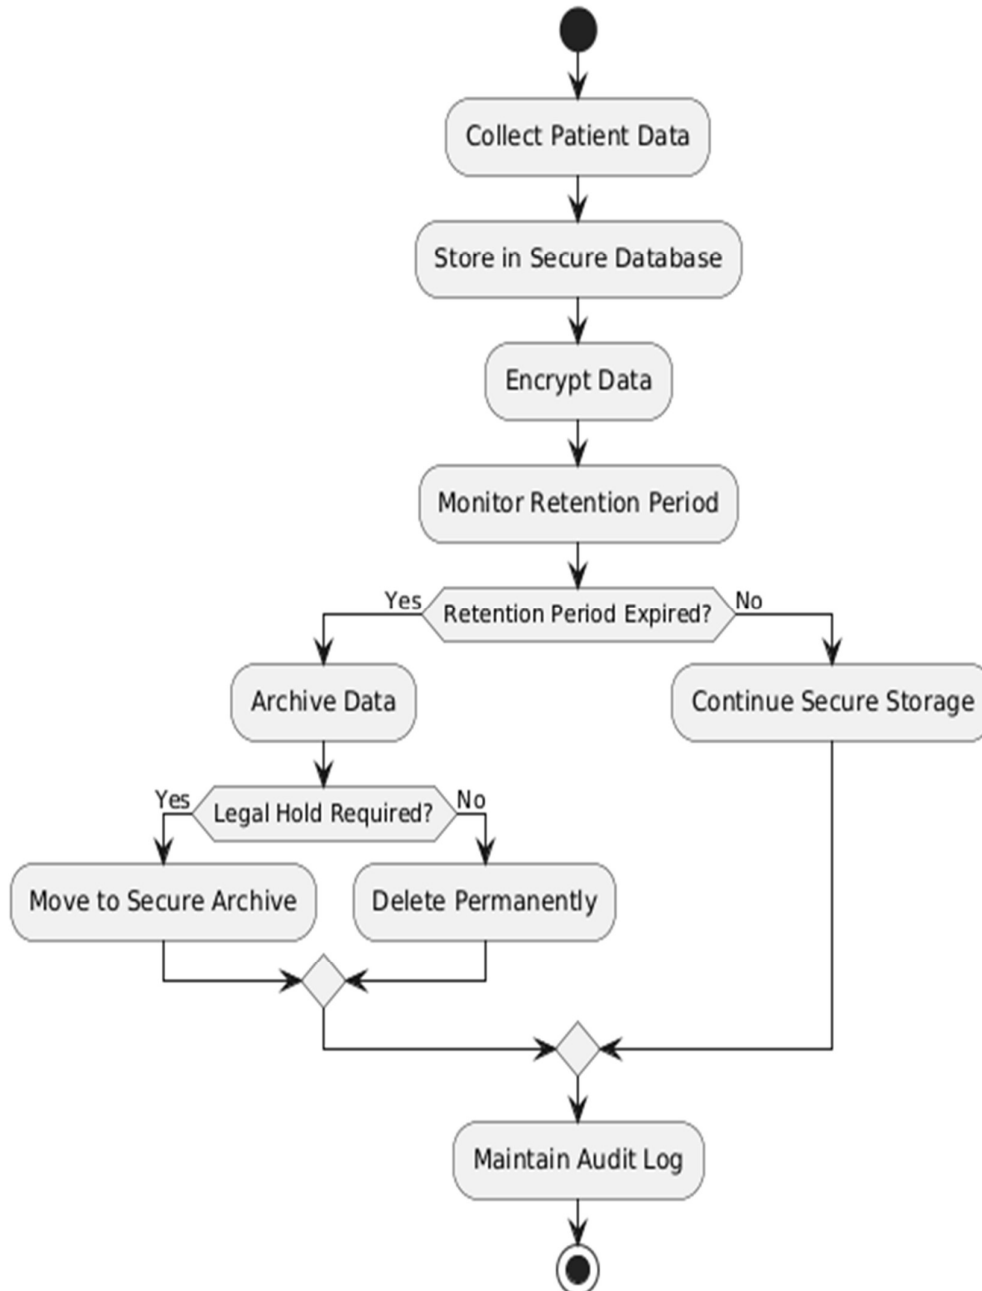 Collect Patient Data
Store in Secure Database
Encrypt Data
Monitor Retention Period
Yes
Retention Period Expired?
No
Archive Data
Continue Secure Storage
Yes
Legal Hold Required?
No
Move to Secure Archive
Delete Permanently
Maintain Audit Log